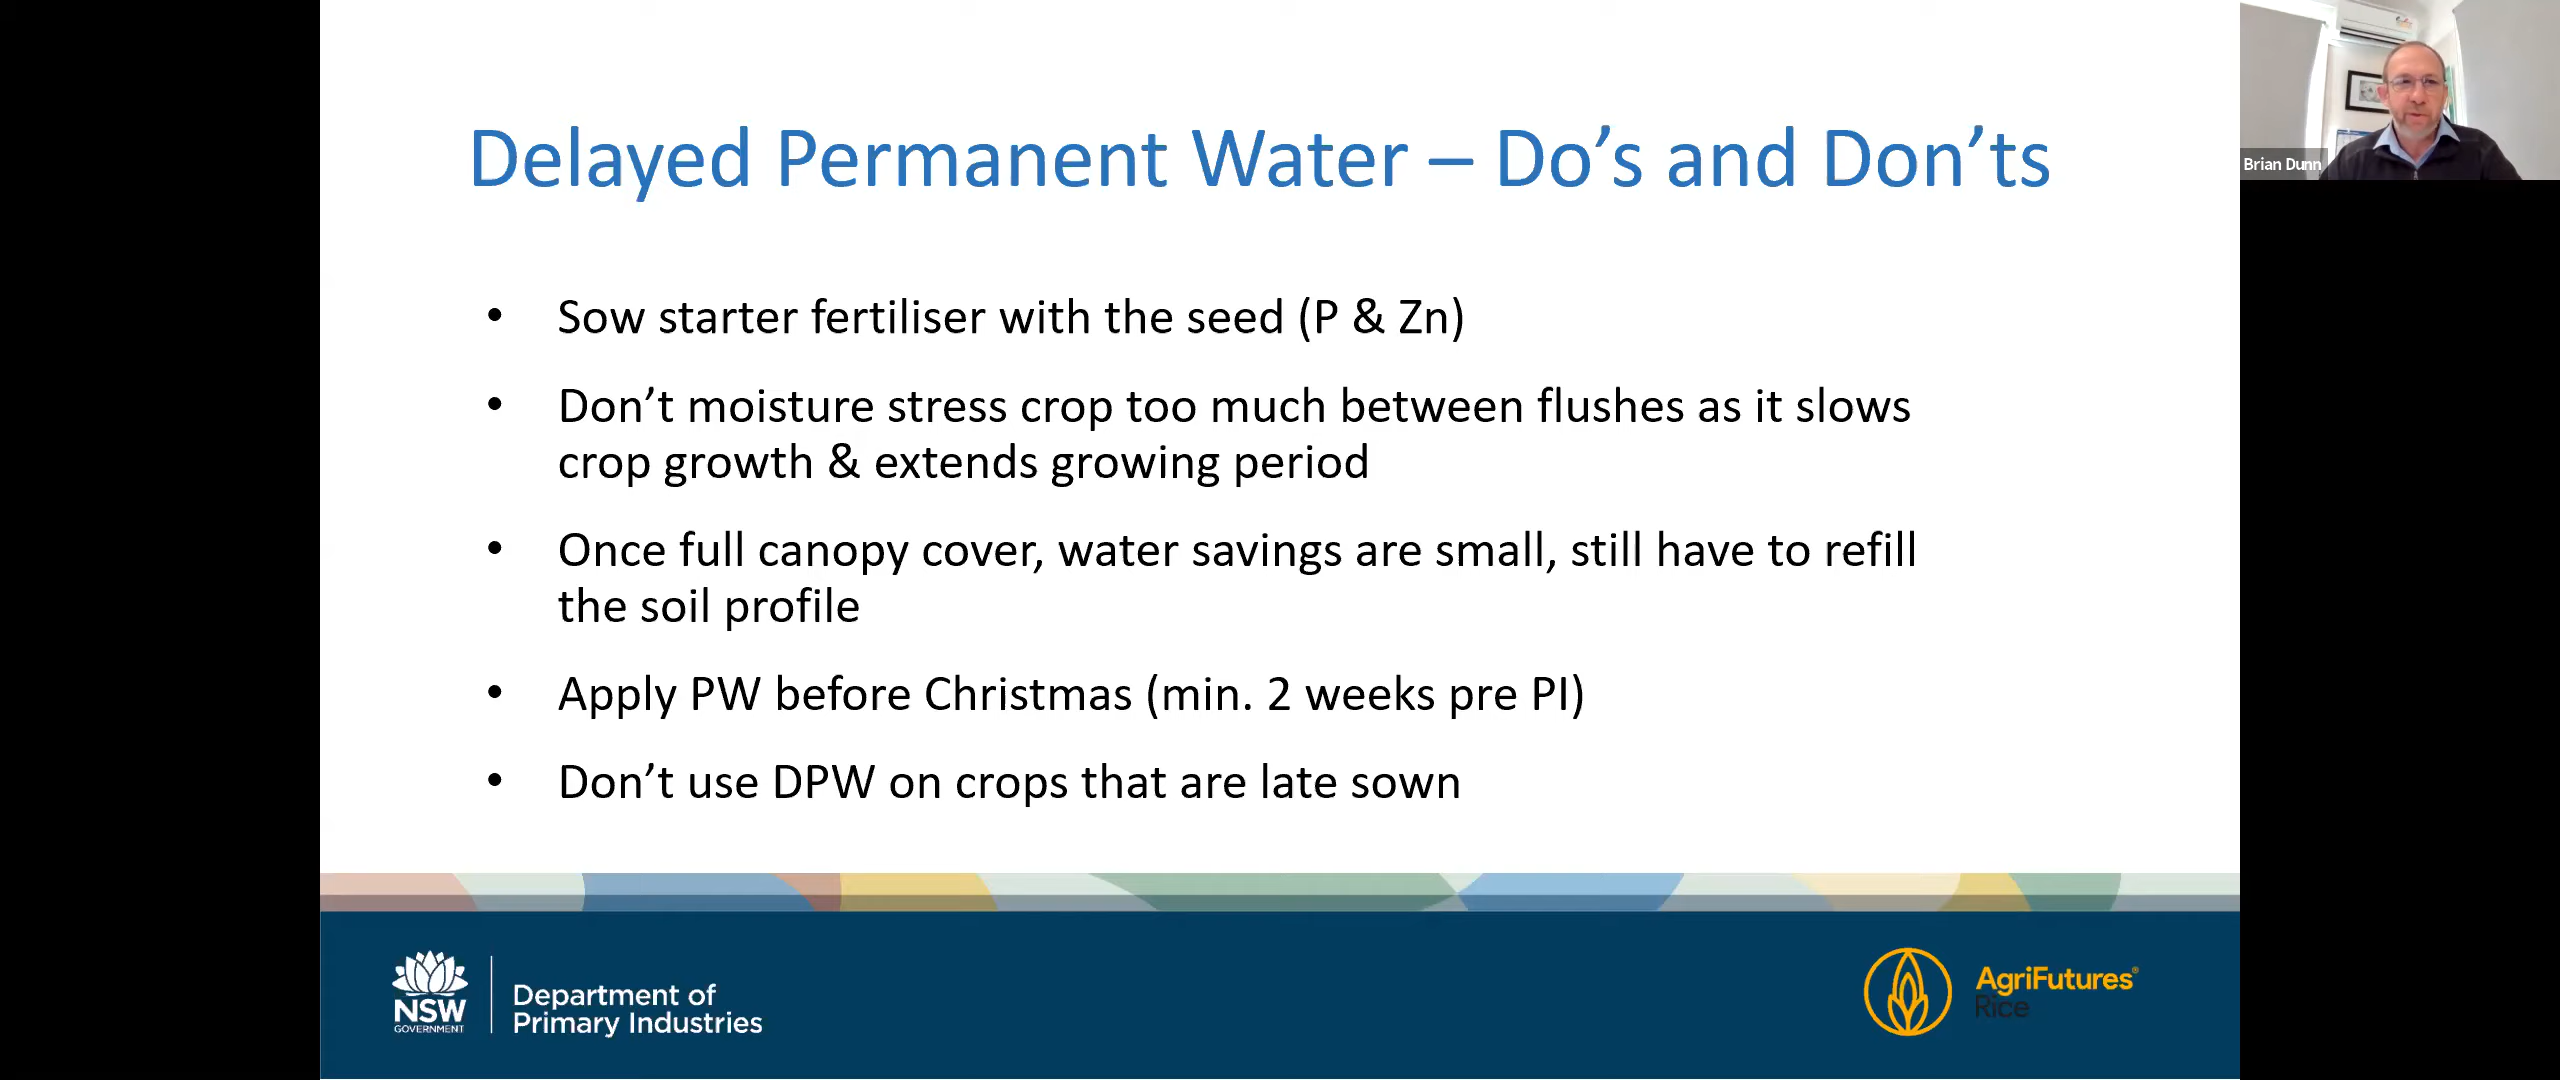 Delayed Permanent Water – Do’s and Don’ts
• Sow starter fertiliser with the seed (P & Zn)
• Don’t moisture stress crop too much between flushes as it slows
crop growth & extends growing period
• Once full canopy cover, water savings are small, still have to refill
the soil profile
• Apply PW before Christmas (min. 2 weeks pre PI)
• Don’t use DPW on crops that are late sown
Brian Dunn
NSW
GOVERNMENT
Department of
Primary Industries
AgriFutures®
Rice